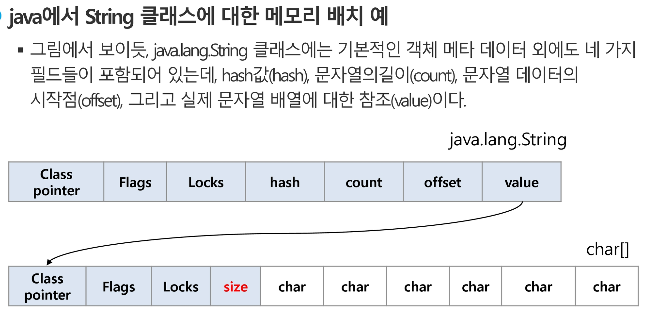 java에서 String 클래스에 대한 메모리 배치 예
▪ 그림에서 보이듯, java.lang.String 클래스에는 기본적인 객체 메타 데이터 외에도 네 가지
필드들이 포함되어 있는데, hash값(hash), 문자열의길이(count), 문자열 데이터의
시작점(offset), 그리고 실제 문자열 배열에 대한 참조(value)이다.
java.lang.String
Class pointer Flags Locks hash count offset value
char[]
Class pointer Flags Locks size char char char char char char